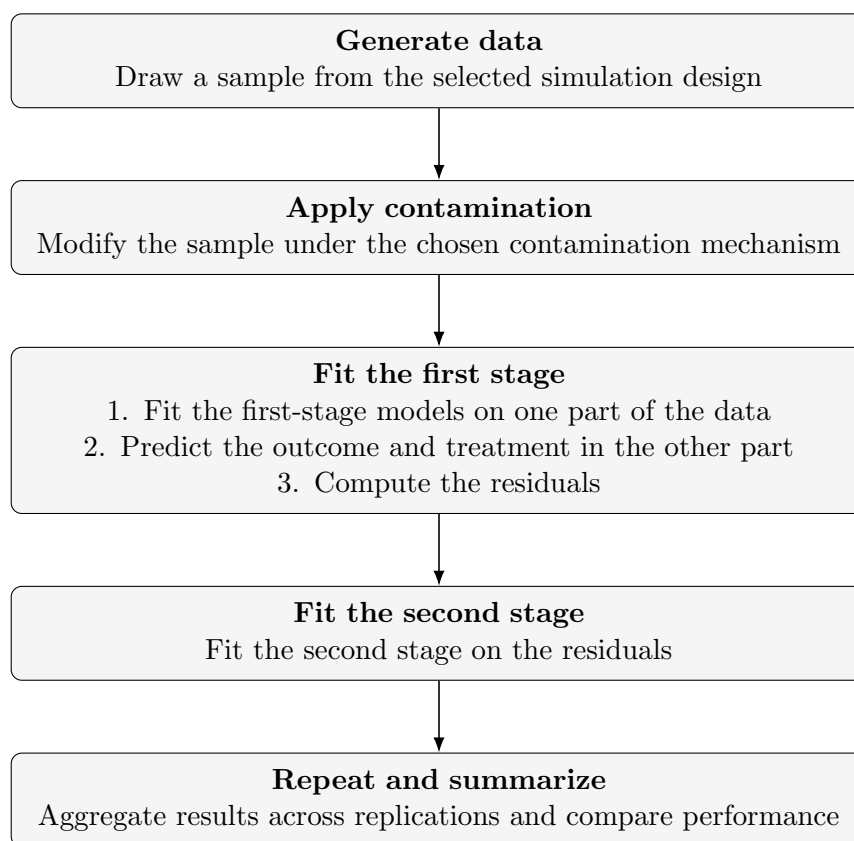 Generate data
Draw a sample from the selected simulation design
Apply contamination
Modify the sample under the chosen contamination mechanism
Fit the first stage
1. Fit the first-stage models on one part of the data
2. Predict the outcome and treatment in the other part
3. Compute the residuals
Fit the second stage
Fit the second stage on the residuals
Repeat and summarize
Aggregate results across replications and compare performance